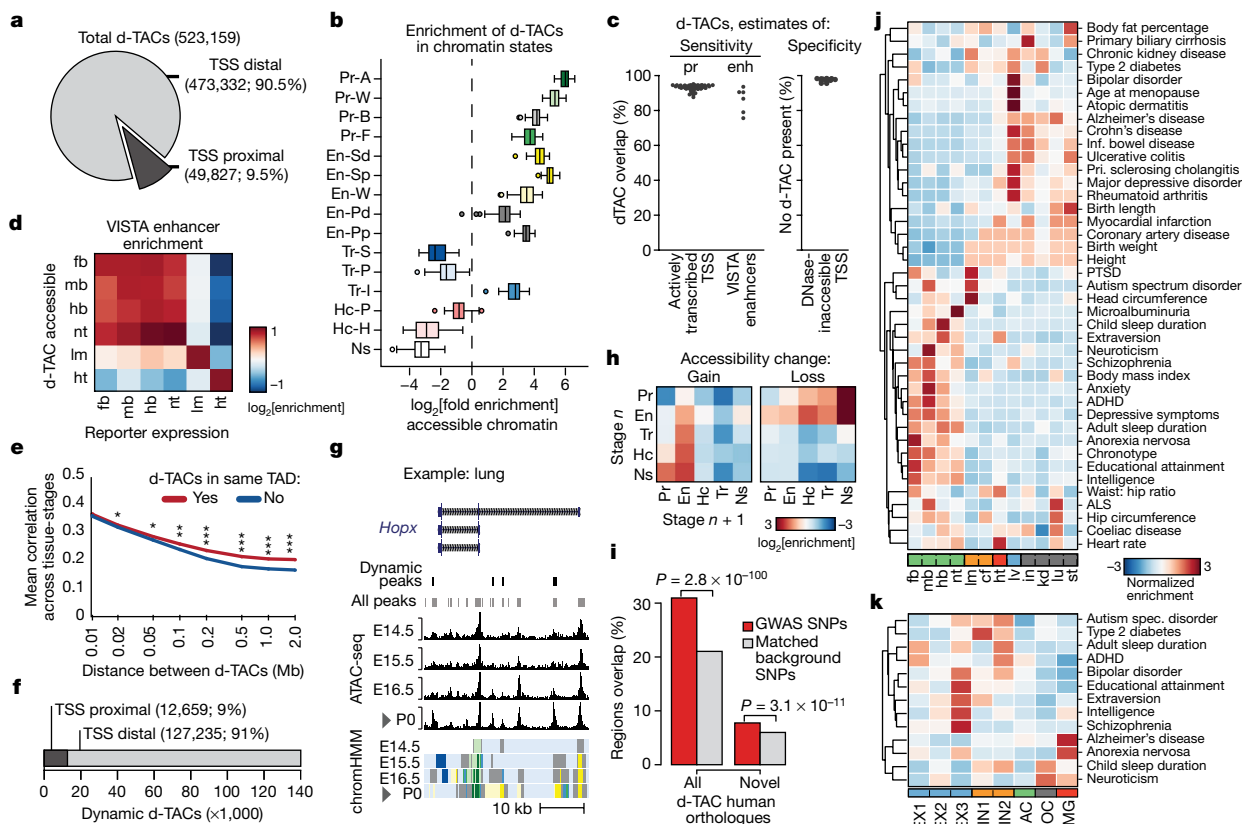 a
Total d-TACs (523,159)
TSS distal
(473,332; 90.5%)
TSS proximal
(49,827; 9.5%)
b
Enrichment of d-TACs
in chromatin states
Pr-A
Pr-W
Pr-B
Pr-F
En-Sd
En-Sp
En-W
En-Pd
En-Pp
Tr-S
Tr-P
Tr-I
Hc-P
Hc-H
Ns
−4 −2 0 2 4 6
log2[fold enrichment]
accessible chromatin
c
d-TACs, estimates of:
Sensitivity
Specificity
pr enh
dTAC overlap (%)
100
80
60
40
20
0
Actively
transcribed
TSS
VISTA
enahncers
No d-TAC present (%)
DNase-
inaccesible
TSS
d
VISTA enhancer
enrichment
d-TAC accessible
fb
mb
hb
nt
lm
ht
fb mb hb nt lm ht
Reporter expression
1
−1
log2[enrichment]
e
d-TACs in same TAD:
Yes No
Mean correlation
across tissue-stages
0.5
0.4
0.3
0.2
0.1
0
* * ** *** *** *** ***
0.01 0.02 0.5 0.1 0.2 0.5 1.0 2.0
Distance between d-TACs (Mb)
f
TSS proximal (12,659; 9%)
TSS distal (127,235; 91%)
0 20 40 60 80 100 120 140
Dynamic d-TACs (×1,000)
g
Example: lung
Hopx
Dynamic
peaks
All peaks
ATAC-seq
E14.5
E15.5
E16.5
P0
chromHMM
E14.5
E15.5
E16.5
P0
10 kb
h
Accessibility change:
Gain Loss
Stage n
Pr
En
Tr
Hc
Ns
Pr En Hc Tr Ns
Pr En Hc Tr Ns
Stage n + 1
3 −3
log2[enrichment]
i
P = 2.8 × 10−100
GWAS SNPs
Matched
background
SNPs
P = 3.1 × 10−11
Regions overlap (%)
30
20
10
0
All Novel
d-TAC human
orthologues
j
Body fat percentage
Primary biliary cirrhosis
Chronic kidney disease
Type 2 diabetes
Bipolar disorder
Age at menopause
Atopic dermatitis
Alzheimer's disease
Crohn's disease
Inf. bowel disease
Ulcerative colitis
Pri. sclerosing cholangitis
Major depressive disorder
Rheumatoid arthritis
Birth length
Myocardial infarction
Coronary artery disease
Birth weight
Height
PTSD
Autism spectrum disorder
Head circumference
Microalbuminuria
Child sleep duration
Extraversion
Neuroticism
Schizophrenia
Body mass index
Anxiety
ADHD
Depressive symptoms
Adult sleep duration
Anorexia nervosa
Chronotype
Educational attainment
Intelligence
Waist: hip ratio
ALS
Hip circumference
Coeliac disease
Heart rate
fb mb hb nt lm cf ht lv in kd lu st
−3 3
Normalized
enrichment
k
Autism spec. disorder
Type 2 diabetes
Adult sleep duration
ADHD
Bipolar disorder
Educational attainment
Extraversion
Intelligence
Schizophrenia
Alzheimer's disease
Anorexia nervosa
Child sleep duration
Neuroticism
EX1 EX2 EX3 IN1 IN2 AC OC MG